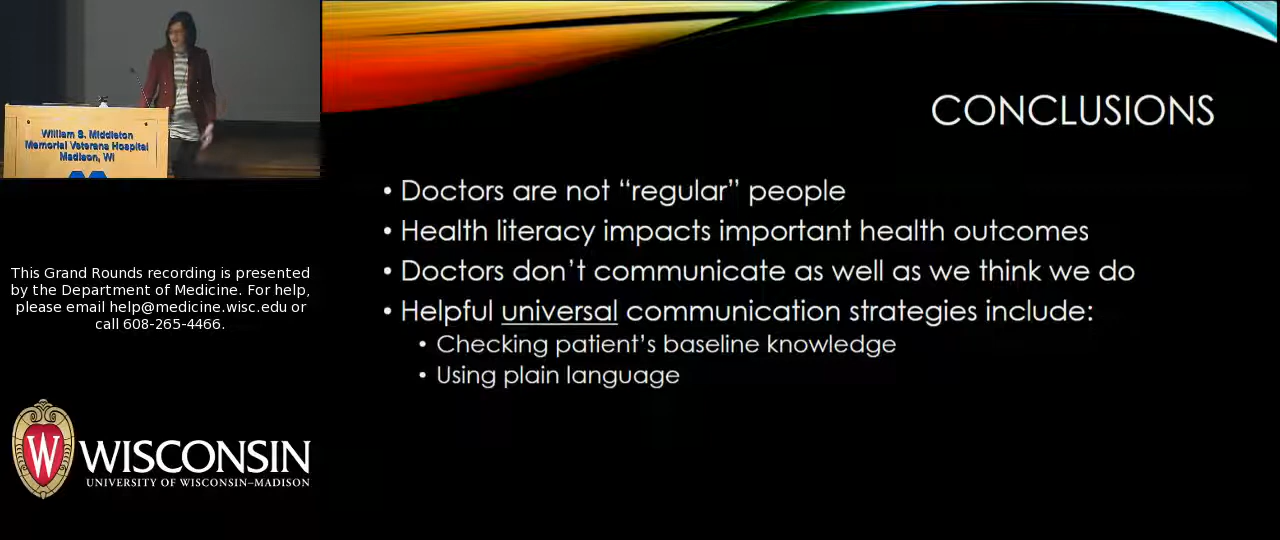 William S. Middleton
Memorial Veterans Hospital
Madison, WI
This Grand Rounds recording is presented
by the Department of Medicine. For help,
please email help@medicine.wisc.edu or
call 608-265-4466.
W
WISCONSIN
UNIVERSITY OF WISCONSIN–MADISON
CONCLUSIONS
• Doctors are not “regular” people
• Health literacy impacts important health outcomes
• Doctors don’t communicate as well as we think we do
• Helpful universal communication strategies include:
• Checking patient’s baseline knowledge
• Using plain language